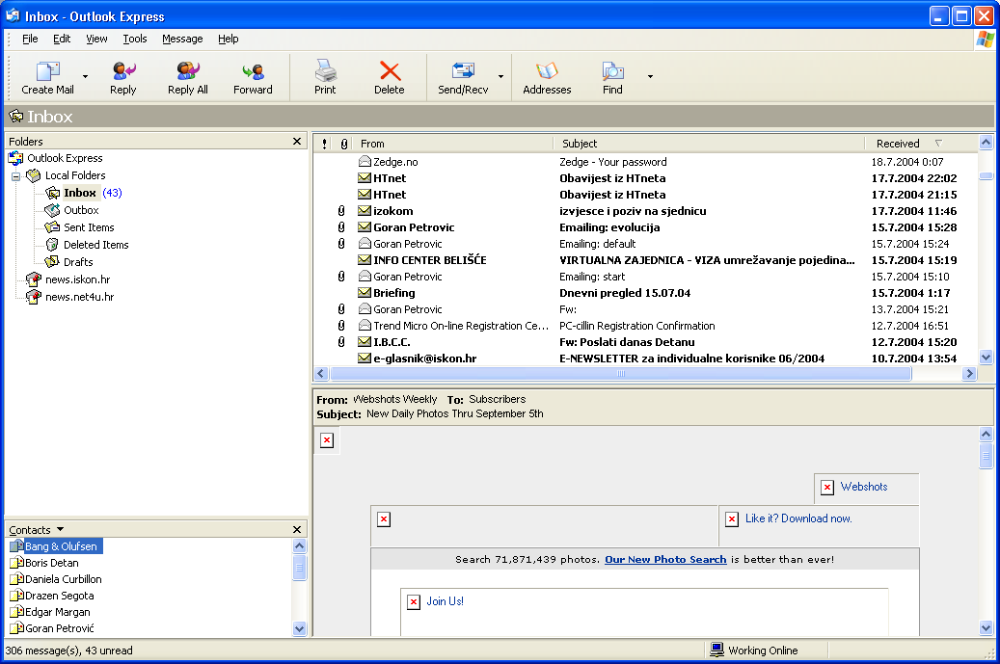 Inbox - Outlook Express
File Edit View Tools Message Help
Create Mail Reply Reply All Forward Print Delete Send/Recv Addresses Find
Inbox
Folders
Outlook Express
Local Folders
Inbox (43)
Outbox
Sent Items
Deleted Items
Drafts
news.iskon.hr
news.net4u.hr
Contacts
Bang & Olufsen
Boris Detan
Daniela Curbillon
Drazen Segota
Edgar Margan
Goran Petrović
! From Subject Received
Zedge.no Zedge - Your password 18.7.2004 0:07
HTnet Obavijest iz HTneta 17.7.2004 22:02
HTnet Obavijest iz HTneta 17.7.2004 21:15
izokom izvjesce i poziv na sjednicu 17.7.2004 11:46
Goran Petrovic Emailing: evolucija 15.7.2004 15:28
Goran Petrovic Emailing: default 15.7.2004 15:24
INFO CENTER BELIŠĆE VIRTUALNA ZAJEDNICA - VIZA umrežavanje pojedina... 15.7.2004 15:19
Goran Petrovic Emailing: start 15.7.2004 15:10
Briefing Dnevni pregled 15.07.04 15.7.2004 1:17
Goran Petrovic Fw: 13.7.2004 15:21
Trend Micro On-line Registration Ce... PC-cillin Registration Confirmation 12.7.2004 16:51
I.B.C.C. Fw: Poslati danas Detanu 12.7.2004 15:20
e-glasnik@iskon.hr E-NEWSLETTER za individualne korisnike 06/2004 10.7.2004 13:54
From: Webshots Weekly To: Subscribers
Subject: New Daily Photos Thru September 5th
Webshots
Like it? Download now.
Search 71,871,439 photos. Our New Photo Search is better than ever!
Join Us!
306 message(s), 43 unread Working Online